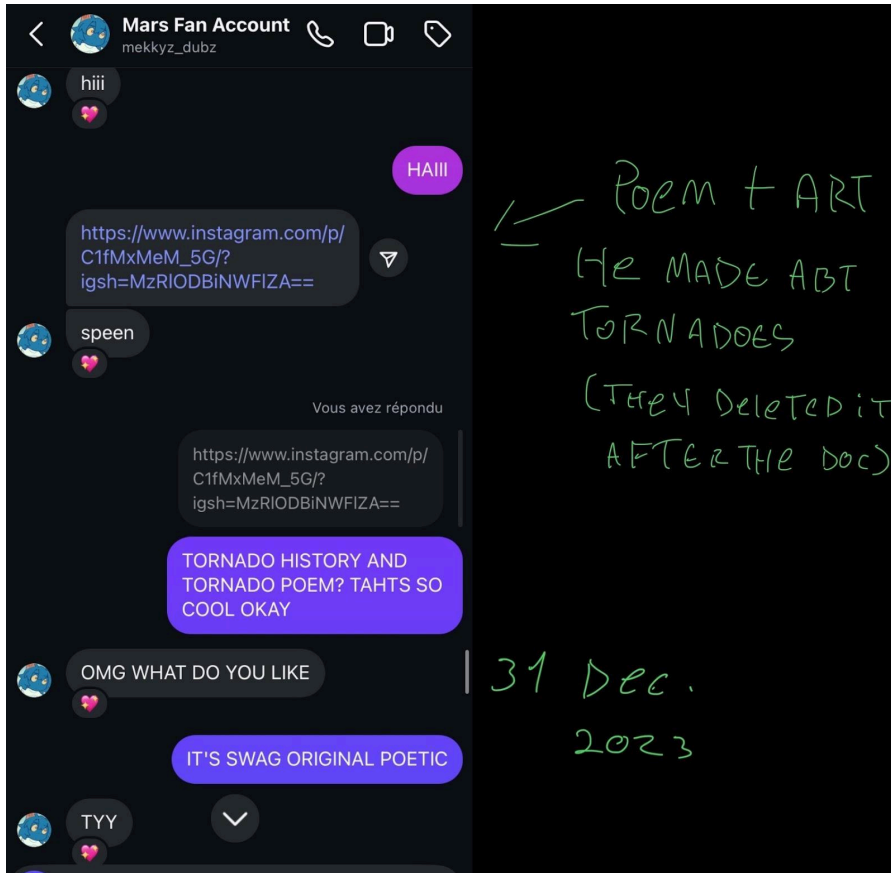 Mars Fan Account
mekkyz_dubz
hiii
HAIII
https://www.instagram.com/p/
C1fMxMeM_5G/?
igsh=MzRlODBiNWFlZA==
speen
Vous avez répondu
https://www.instagram.com/p/
C1fMxMeM_5G/?
igsh=MzRlODBiNWFlZA==
TORNADO HISTORY AND
TORNADO POEM? TAHTS SO
COOL OKAY
OMG WHAT DO YOU LIKE
IT'S SWAG ORIGINAL POETIC
TYY
POEM + ART
HE MADE ABT
TORNADOES
(THEY DELETED IT
AFTER THE DOC)
31 Dec.
2023